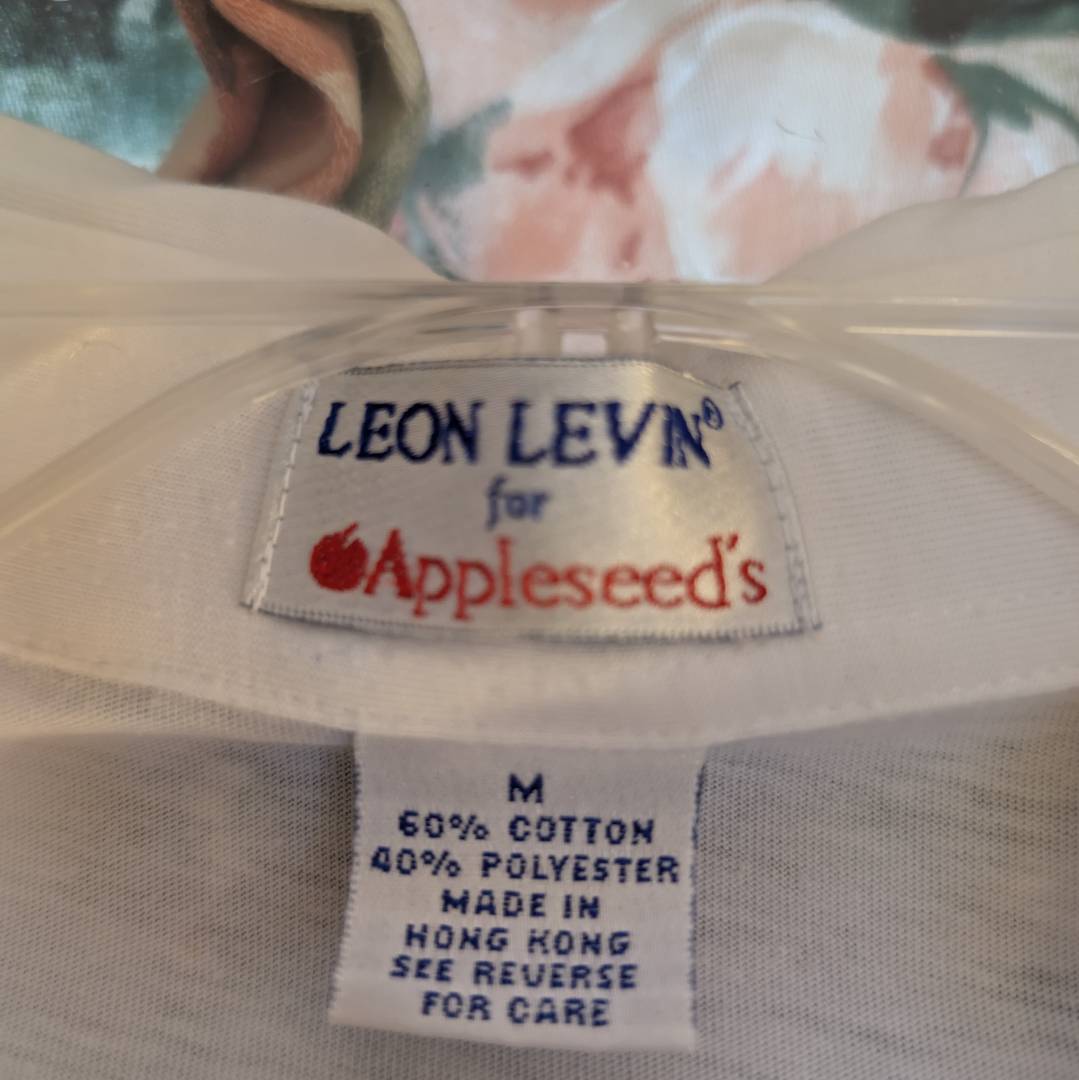 LEON LEVIN®
for
Appleseed's
M
60% COTTON
40% POLYESTER
MADE IN
HONG KONG
SEE REVERSE
FOR CARE